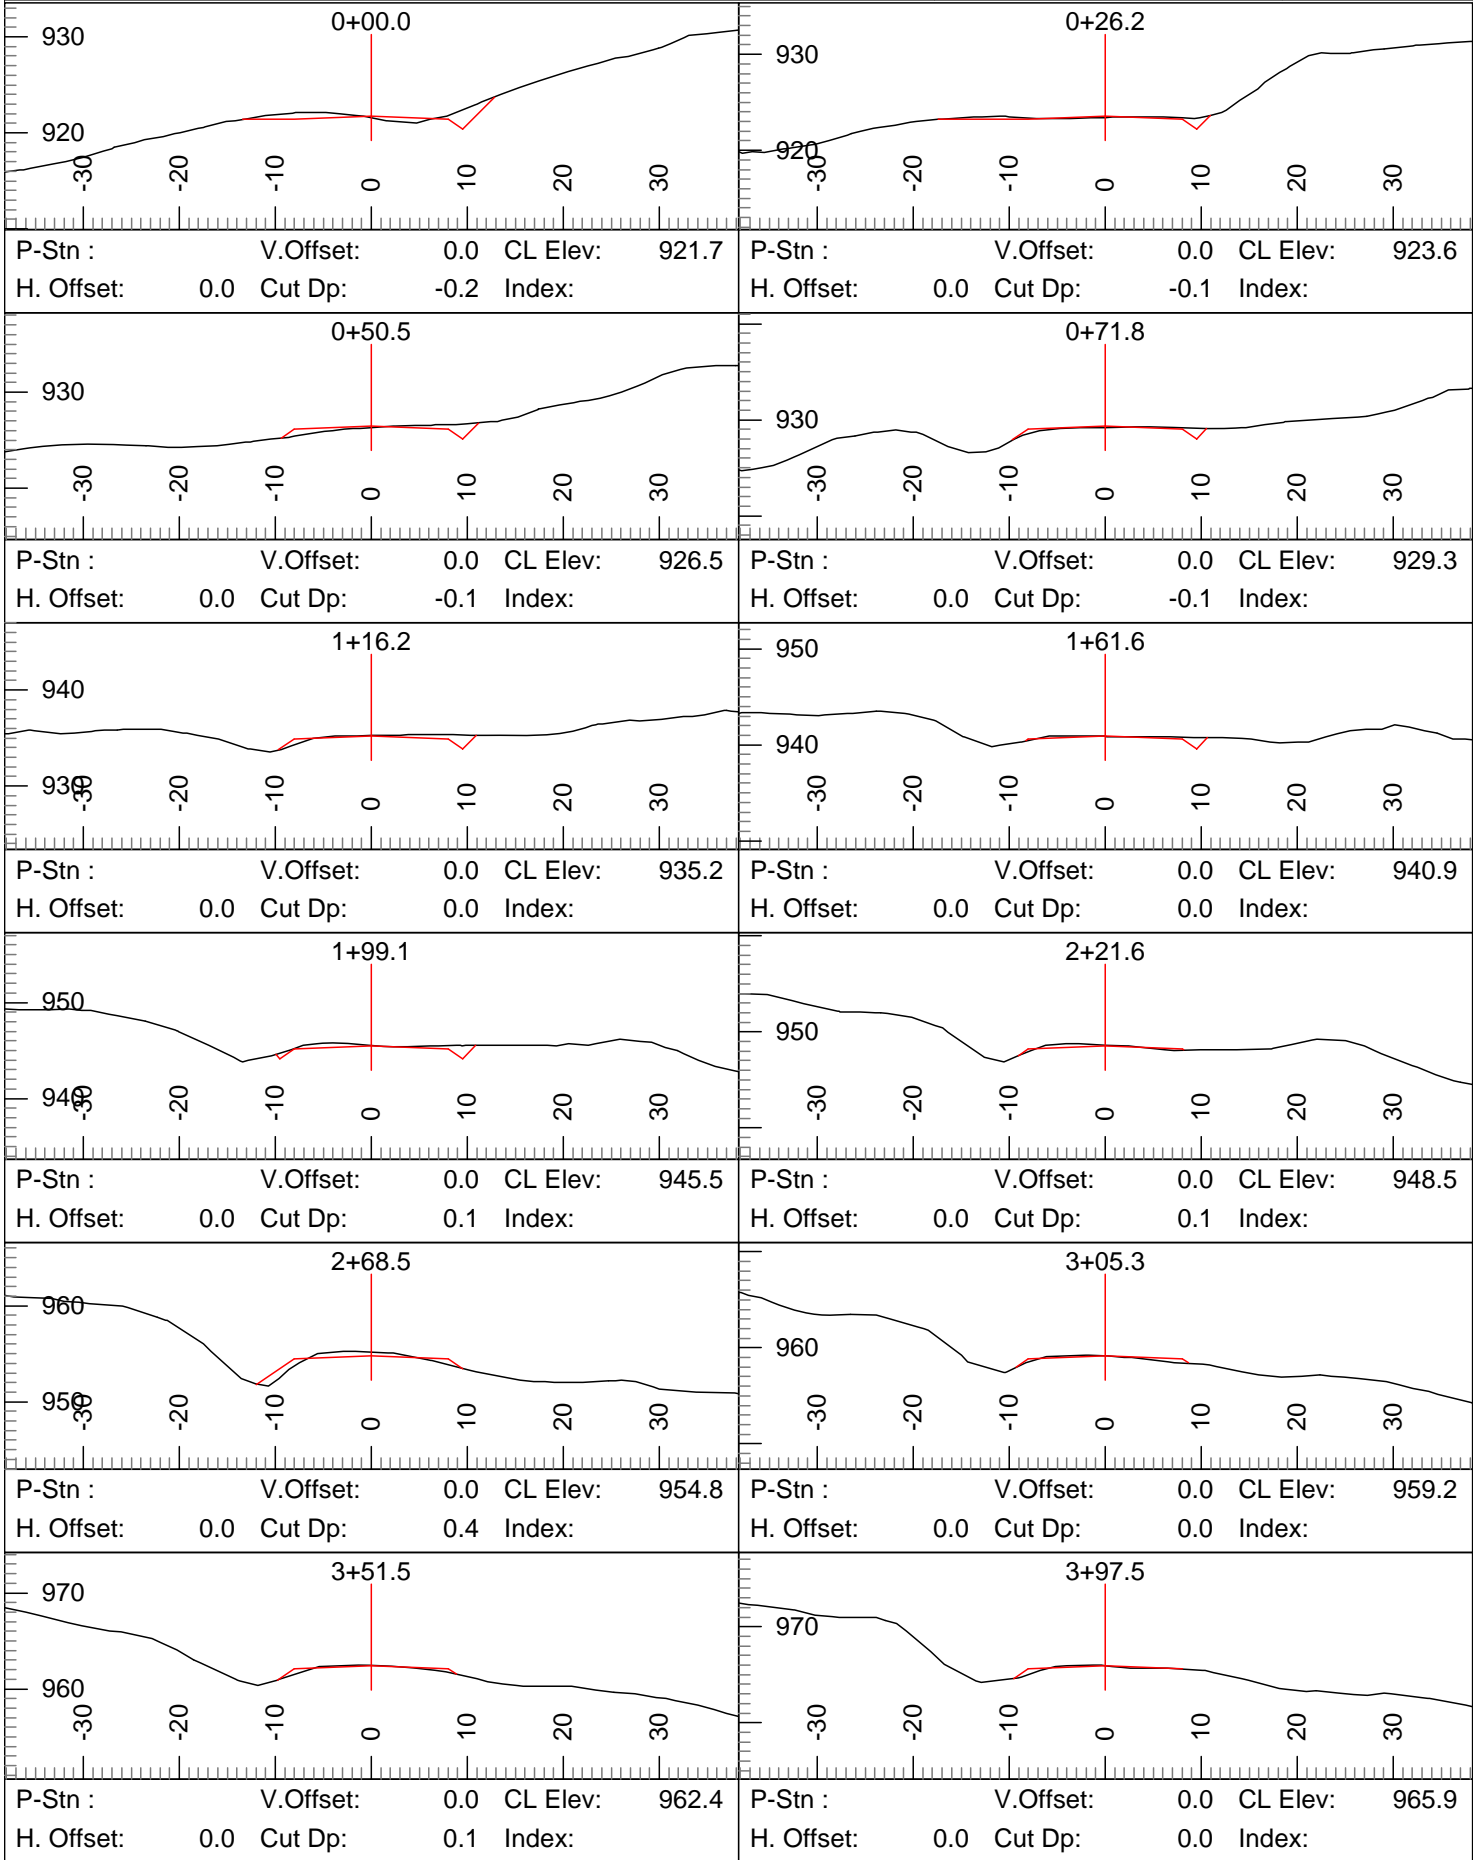 0+00.0
930
920
-30 -20 -10 0 10 20 30
P-Stn : V.Offset: 0.0 CL Elev: 921.7
H. Offset: 0.0 Cut Dp: -0.2 Index:
0+26.2
930
920
-30 -20 -10 0 10 20 30
P-Stn : V.Offset: 0.0 CL Elev: 923.6
H. Offset: 0.0 Cut Dp: -0.1 Index:
0+50.5
930
-30 -20 -10 0 10 20 30
P-Stn : V.Offset: 0.0 CL Elev: 926.5
H. Offset: 0.0 Cut Dp: -0.1 Index:
0+71.8
930
-30 -20 -10 0 10 20 30
P-Stn : V.Offset: 0.0 CL Elev: 929.3
H. Offset: 0.0 Cut Dp: -0.1 Index:
1+16.2
940
930
-30 -20 -10 0 10 20 30
P-Stn : V.Offset: 0.0 CL Elev: 935.2
H. Offset: 0.0 Cut Dp: 0.0 Index:
1+61.6
950
940
-30 -20 -10 0 10 20 30
P-Stn : V.Offset: 0.0 CL Elev: 940.9
H. Offset: 0.0 Cut Dp: 0.0 Index:
1+99.1
950
940
-30 -20 -10 0 10 20 30
P-Stn : V.Offset: 0.0 CL Elev: 945.5
H. Offset: 0.0 Cut Dp: 0.1 Index:
2+21.6
950
-30 -20 -10 0 10 20 30
P-Stn : V.Offset: 0.0 CL Elev: 948.5
H. Offset: 0.0 Cut Dp: 0.1 Index:
2+68.5
960
950
-30 -20 -10 0 10 20 30
P-Stn : V.Offset: 0.0 CL Elev: 954.8
H. Offset: 0.0 Cut Dp: 0.4 Index:
3+05.3
960
-30 -20 -10 0 10 20 30
P-Stn : V.Offset: 0.0 CL Elev: 959.2
H. Offset: 0.0 Cut Dp: 0.0 Index:
3+51.5
970
960
-30 -20 -10 0 10 20 30
P-Stn : V.Offset: 0.0 CL Elev: 962.4
H. Offset: 0.0 Cut Dp: 0.1 Index:
3+97.5
970
-30 -20 -10 0 10 20 30
P-Stn : V.Offset: 0.0 CL Elev: 965.9
H. Offset: 0.0 Cut Dp: 0.0 Index: